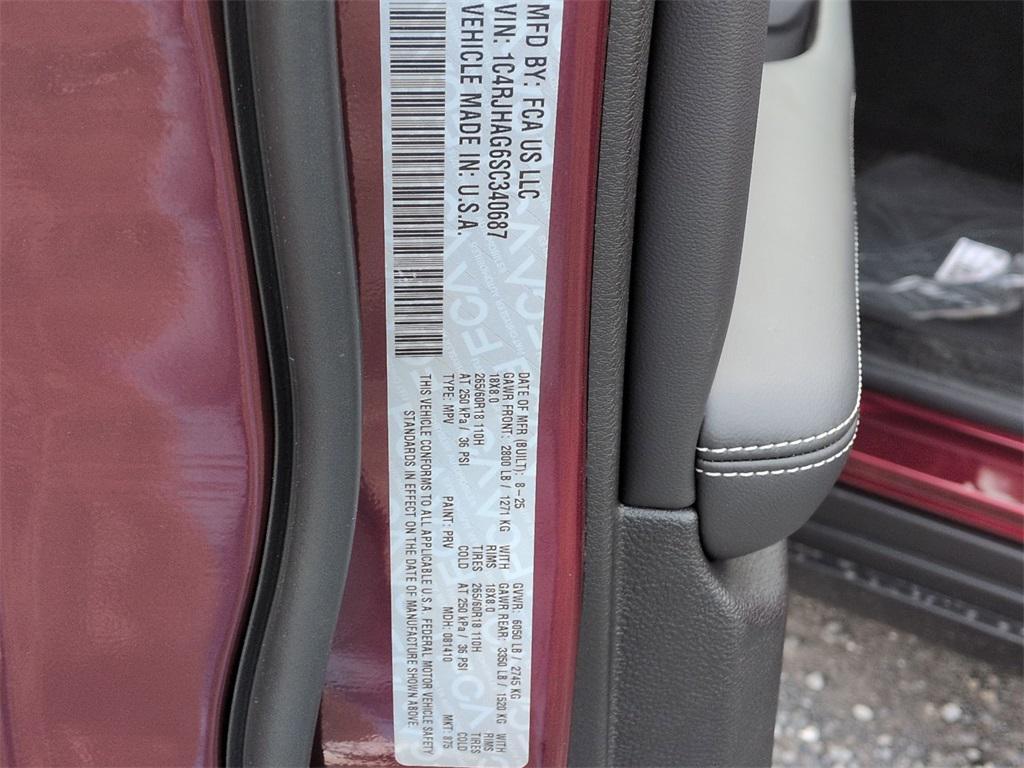 MFD BY: FCA US LLC
VIN: 1C4RJHAG6SC340687
VEHICLE MADE IN: U.S.A.
DATE OF MFR (BUILT): 8-25 GVWR: 6050 LB / 2745 KG
GAWR FRONT: 2800 LB / 1271 KG WITH GAWR REAR: 3350 LB / 1520 KG WITH
18X8.0 RIMS 18X8.0 RIMS
265/60R18 110H TIRES 265/60R18 110H TIRES
AT 250 kPa / 36 PSI COLD AT 250 kPa / 36 PSI COLD
TYPE: MPV PAINT: PRV MDH: 081410 MKT: 875
THIS VEHICLE CONFORMS TO ALL APPLICABLE U.S.A. FEDERAL MOTOR VEHICLE SAFETY
STANDARDS IN EFFECT ON THE DATE OF MANUFACTURE SHOWN ABOVE.